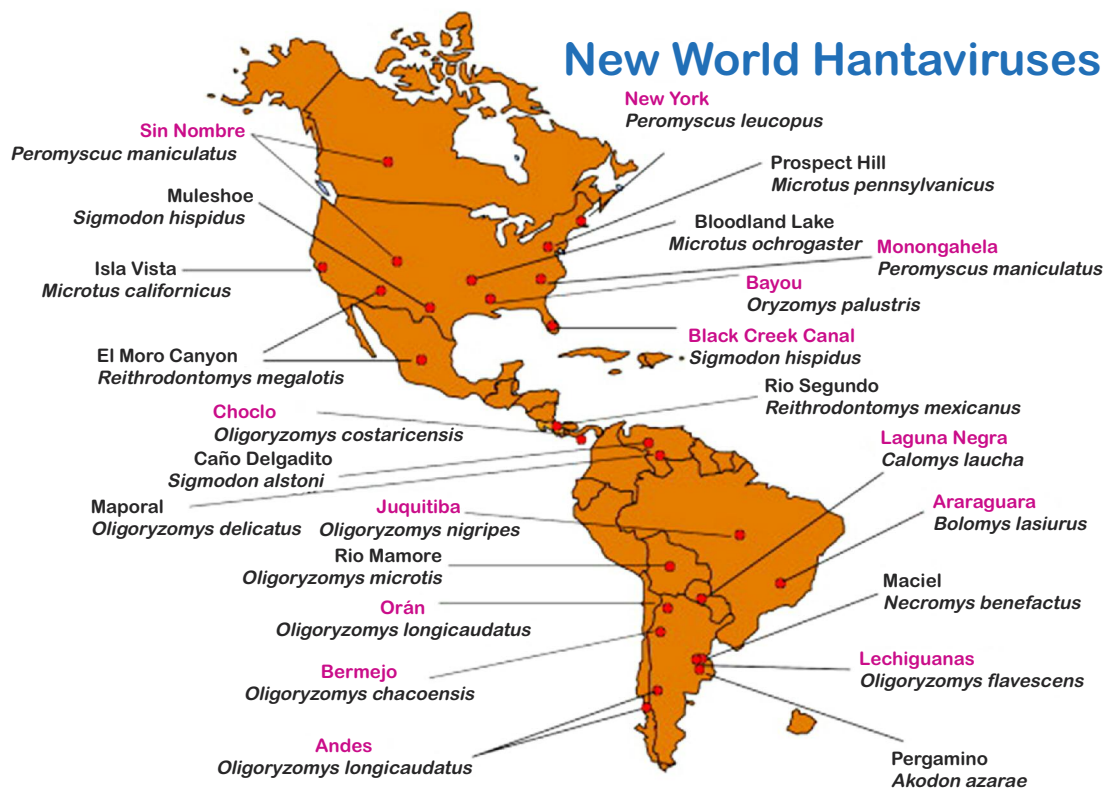 New World Hantaviruses
New York
Peromyscus leucopus
Sin Nombre
Peromyscuc maniculatus
Prospect Hill
Microtus pennsylvanicus
Muleshoe
Sigmodon hispidus
Bloodland Lake
Microtus ochrogaster
Monongahela
Peromyscus maniculatus
Isla Vista
Microtus californicus
Bayou
Oryzomys palustris
Black Creek Canal
Sigmodon hispidus
El Moro Canyon
Reithrodontomys megalotis
Rio Segundo
Reithrodontomys mexicanus
Choclo
Oligoryzomys costaricensis
Laguna Negra
Calomys laucha
Caño Delgadito
Sigmodon alstoni
Maporal
Oligoryzomys delicatus
Juquitiba
Oligoryzomys nigripes
Araraguara
Bolomys lasiurus
Rio Mamore
Oligoryzomys microtis
Maciel
Necromys benefactus
Orán
Oligoryzomys longicaudatus
Lechiguanas
Oligoryzomys flavescens
Bermejo
Oligoryzomys chacoensis
Andes
Oligoryzomys longicaudatus
Pergamino
Akodon azarae